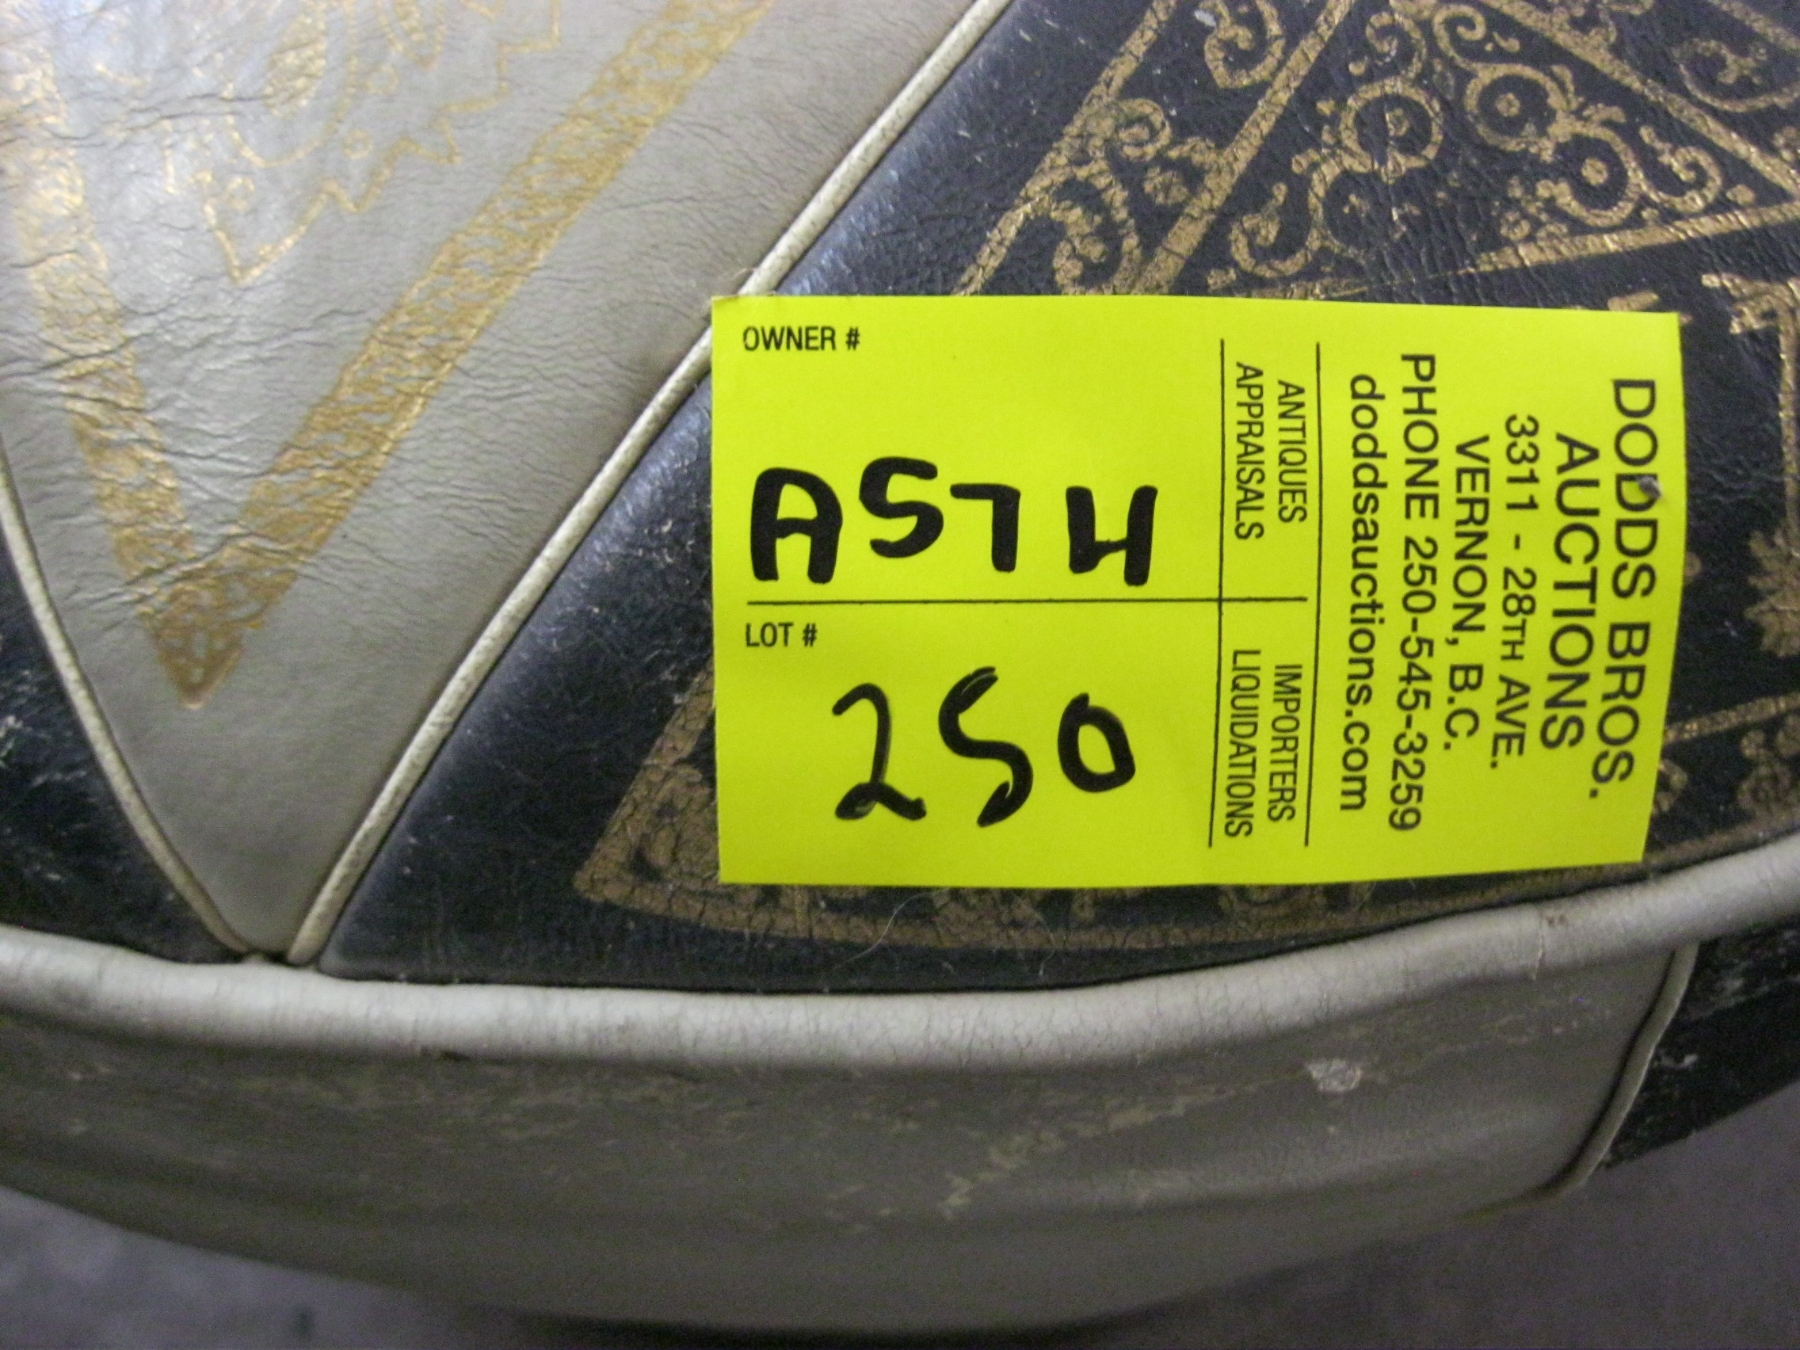 OWNER #
A574
LOT #
250
ANTIQUES
APPRAISALS
IMPORTERS
LIQUIDATIONS
DODDS BROS.
AUCTIONS
3311 - 28TH AVE.
VERNON, B.C.
PHONE 250-545-3259
doddsauctions.com